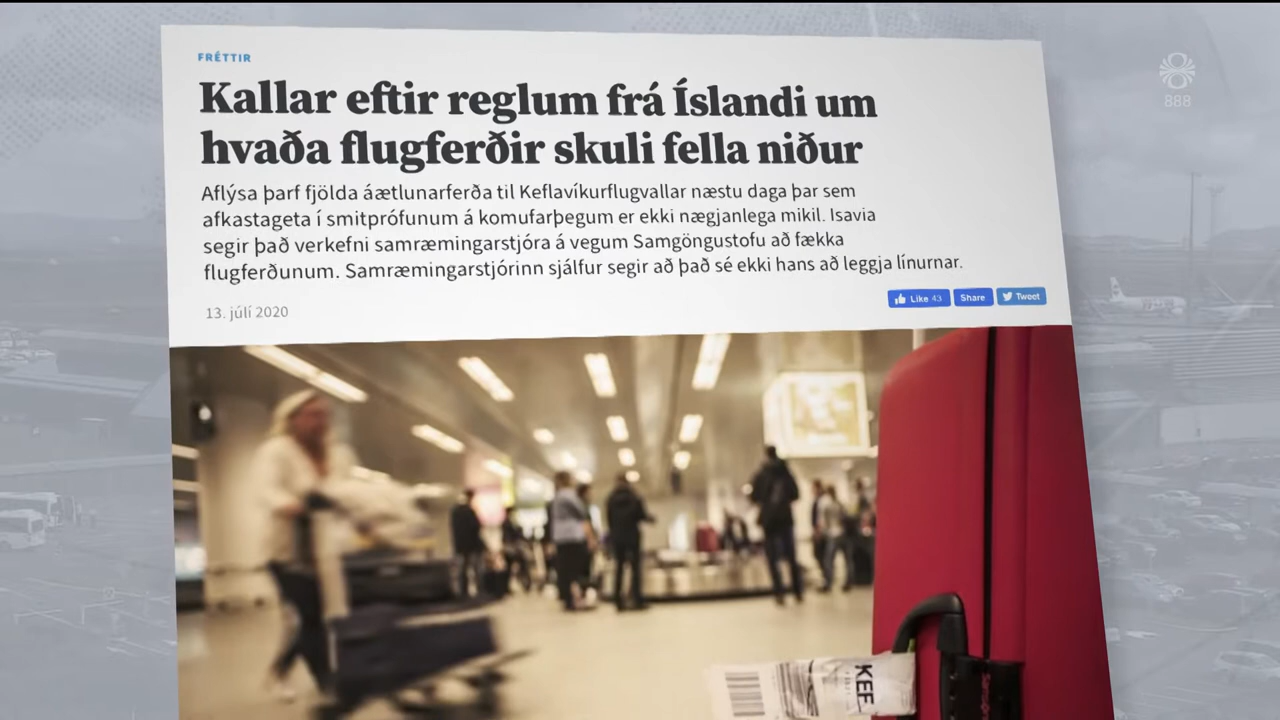 FRÉTTIR
Kallar eftir reglum frá Íslandi um
hvaða flugferðir skuli fella niður
Aflýsa þarf fjölda áætlunarferða til Keflavíkurflugvallar næstu daga þar sem
afkastageta í smitprófunum á komufarþegum er ekki nægjanlega mikil. Isavia
segir það verkefni samræmingarstjóra á vegum Samgöngustofu að fækka
flugferðunum. Samræmingarstjórinn sjálfur segir að það sé ekki hans að leggja línurnar.
Like 43 Share Tweet
13. júlí 2020
888
KEF
Samsonite